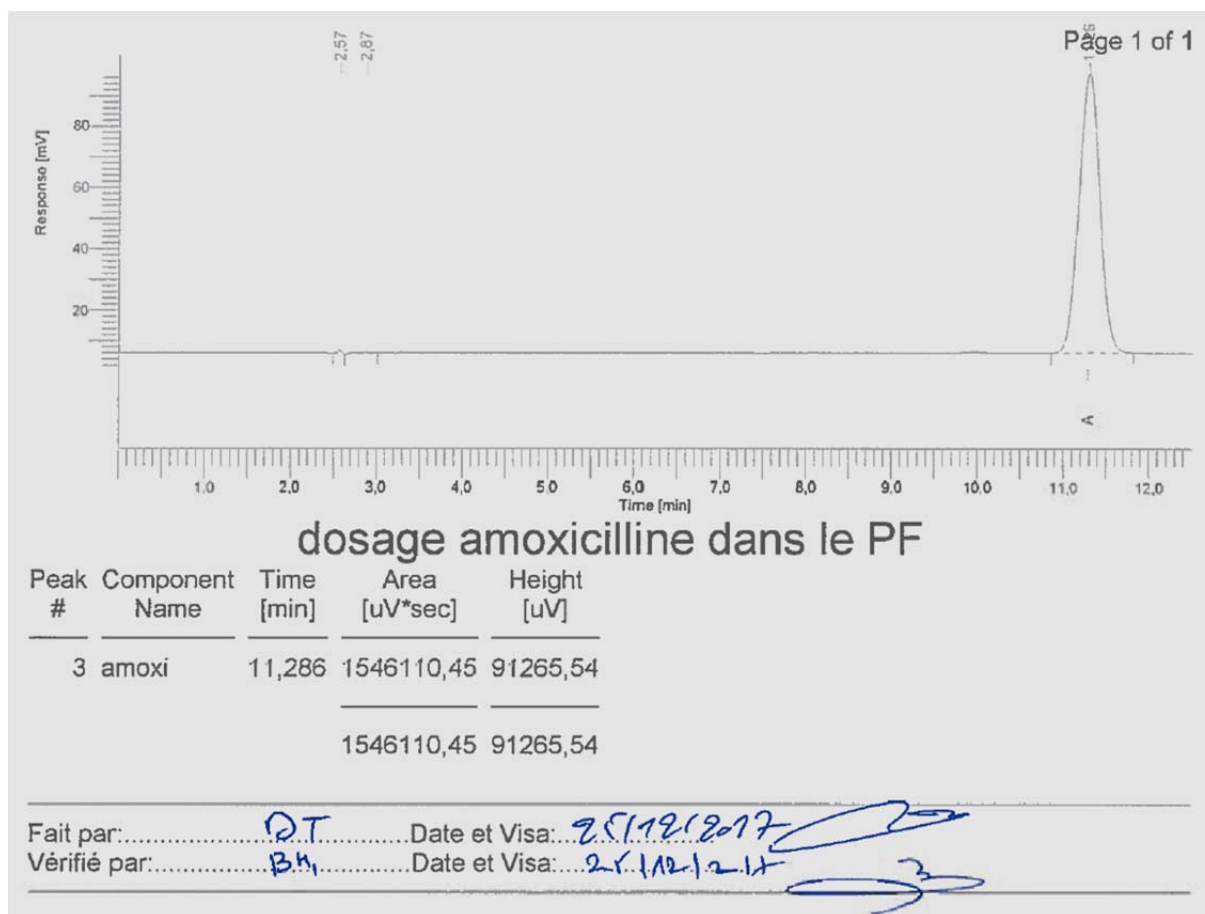 2,57
2,87
Page 1 of 1
Response [mV]
80
60
40
20
A
1,0 2,0 3,0 4,0 5,0 6,0 7,0 8,0 9,0 10,0 11,0 12,0
Time [min]
dosage amoxicilline dans le PF
Peak Component Time Area Height
# Name [min] [uV*sec] [uV]
3 amoxi 11,286 1546110,45 91265,54
1546110,45 91265,54
Fait par:.....................DT...............Date et Visa:..25/12/2017
Vérifié par:..................BH...............Date et Visa:....25/12/